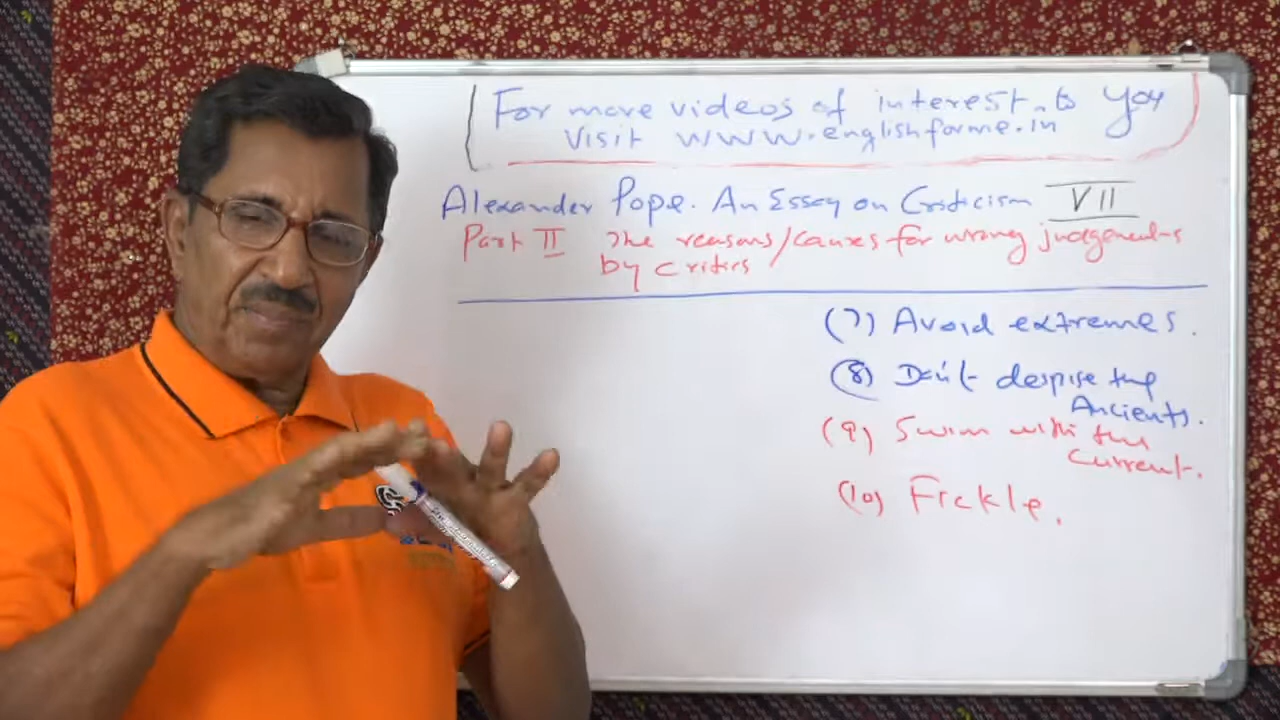 For more videos of interest to you
visit www.englishforme.in
Alexander Pope. An Essay on Criticism VII
Part II The reasons/causes for wrong judgements
by critics
(7) Avoid extremes.
(8) Don't despise the
Ancients.
(9) Swim with the
current.
(10) Fickle.